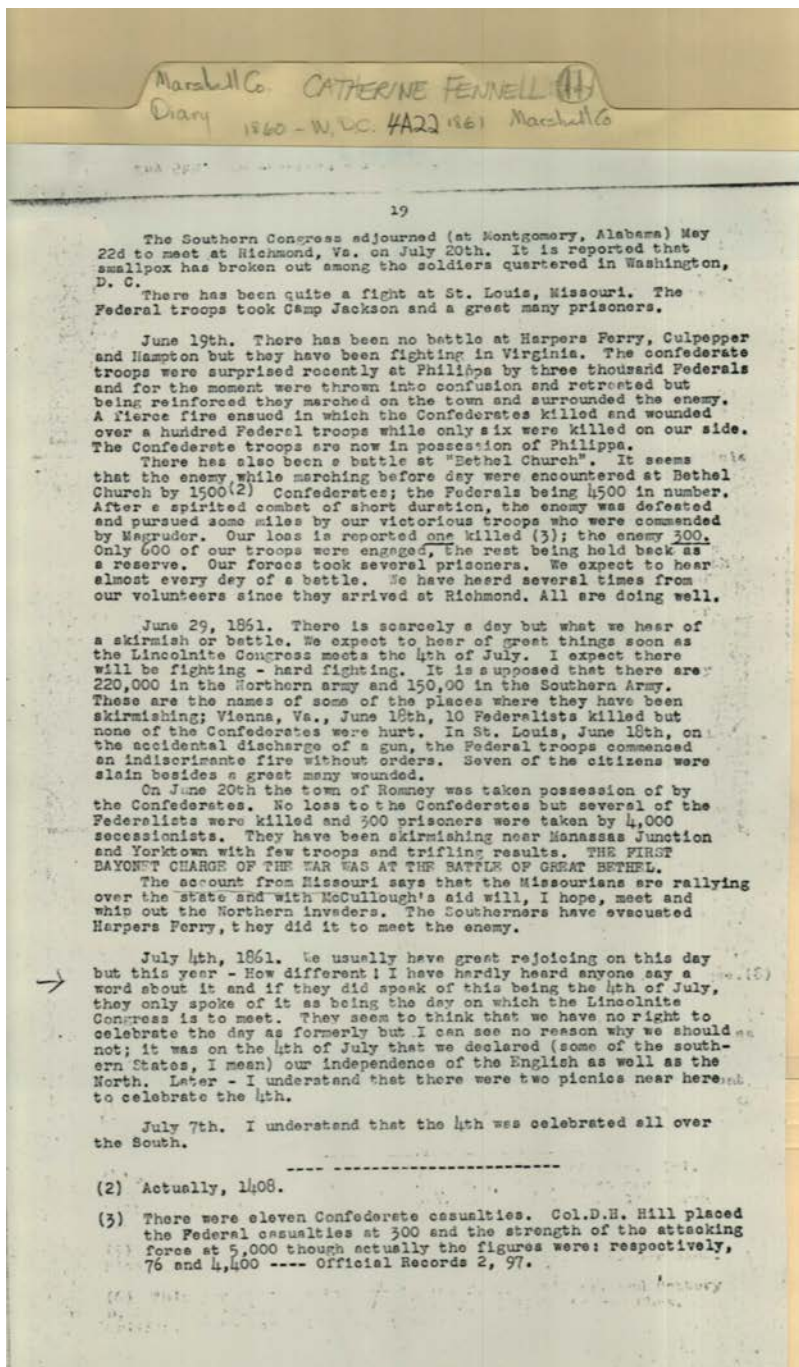 Marshall Co. CATHERINE FENNELL 11
Diary 1860 - W.D.C. 4A22 1861 Marshall Co
19
The Southern Congress adjourned (at Montgomery, Alabama) May
22d to meet at Richmond, Va. on July 20th. It is reported that
smallpox has broken out among the soldiers quartered in Washington,
D. C.
There has been quite a fight at St. Louis, Missouri. The
Federal troops took Camp Jackson and a great many prisoners.
June 19th. There has been no battle at Harpers Ferry, Culpepper
and Hampton but they have been fighting in Virginia. The confederate
troops were surprised recently at Philippa by three thousand Federals
and for the moment were thrown into confusion and retreated but
being reinforced they marched on the town and surrounded the enemy.
A fierce fire ensued in which the Confederates killed and wounded
over a hundred Federal troops while only six were killed on our side.
The Confederate troops are now in possession of Philippa.
There has also been a battle at "Bethel Church". It seems
that the enemy while marching before day were encountered at Bethel
Church by 1500(2) Confederates; the Federals being 4500 in number.
After a spirited combat of short duration, the enemy was defeated
and pursued some miles by our victorious troops who were commended
by Magruder. Our loss is reported one killed (3); the enemy 300.
Only 600 of our troops were engaged, the rest being held back as
a reserve. Our forces took several prisoners. We expect to hear
almost every day of a battle. We have heard several times from
our volunteers since they arrived at Richmond. All are doing well.
June 29, 1861. There is scarcely a day but what we hear of
a skirmish or battle. We expect to hear of great things soon as
the Lincolnite Congress meets the 4th of July. I expect there
will be fighting - hard fighting. It is supposed that there are
220,000 in the Northern army and 150,00 in the Southern Army.
These are the names of some of the places where they have been
skirmishing; Vienna, Va., June 18th, 10 Federalists killed but
none of the Confederates were hurt. In St. Louis, June 18th, on
the accidental discharge of a gun, the Federal troops commenced
an indiscrimante fire without orders. Seven of the citizens were
slain besides a great many wounded.
On June 20th the town of Romney was taken possession of by
the Confederates. No loss to the Confederates but several of the
Federalists were killed and 300 prisoners were taken by 4,000
secessionists. They have been skirmishing near Manassas Junction
and Yorktown with few troops and trifling results. THE FIRST
BAYONET CHARGE OF THE WAR WAS AT THE BATTLE OF GREAT BETHEL.
The account from Missouri says that the Missourians are rallying
over the state and with McCullough's aid will, I hope, meet and
whip out the Northern invaders. The Southerners have evacuated
Harpers Ferry, they did it to meet the enemy.
July 4th, 1861. We usually have great rejoicing on this day
but this year - How different! I have hardly heard anyone say a
word about it and if they did speak of this being the 4th of July,
they only spoke of it as being the day on which the Lincolnite
Congress is to meet. They seem to think that we have no right to
celebrate the day as formerly but I can see no reason why we should
not; it was on the 4th of July that we declared (some of the south-
ern States, I mean) our independence of the English as well as the
North. Later - I understand that there were two picnics near here
to celebrate the 4th.
July 7th. I understand that the 4th was celebrated all over
the South.
(2) Actually, 1408.
(3) There were eleven Confederate casualties. Col.D.H. Hill placed
the Federal casualties at 300 and the strength of the attacking
force at 5,000 though actually the figures were: respectively,
76 and 4,400 ---- Official Records 2, 97.